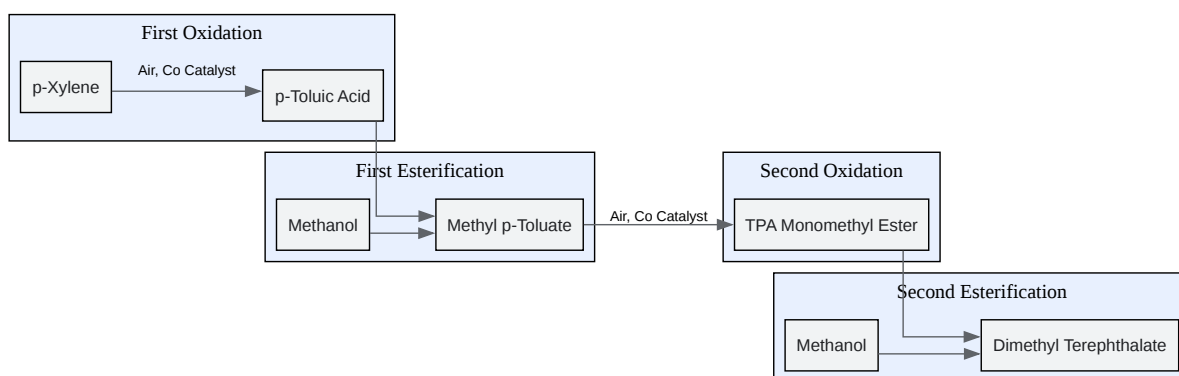 First Oxidation
p-Xylene
Air, Co Catalyst
p-Toluic Acid
First Esterification
Methanol
Methyl p-Toluate
Air, Co Catalyst
Second Oxidation
TPA Monomethyl Ester
Second Esterification
Methanol
Dimethyl Terephthalate